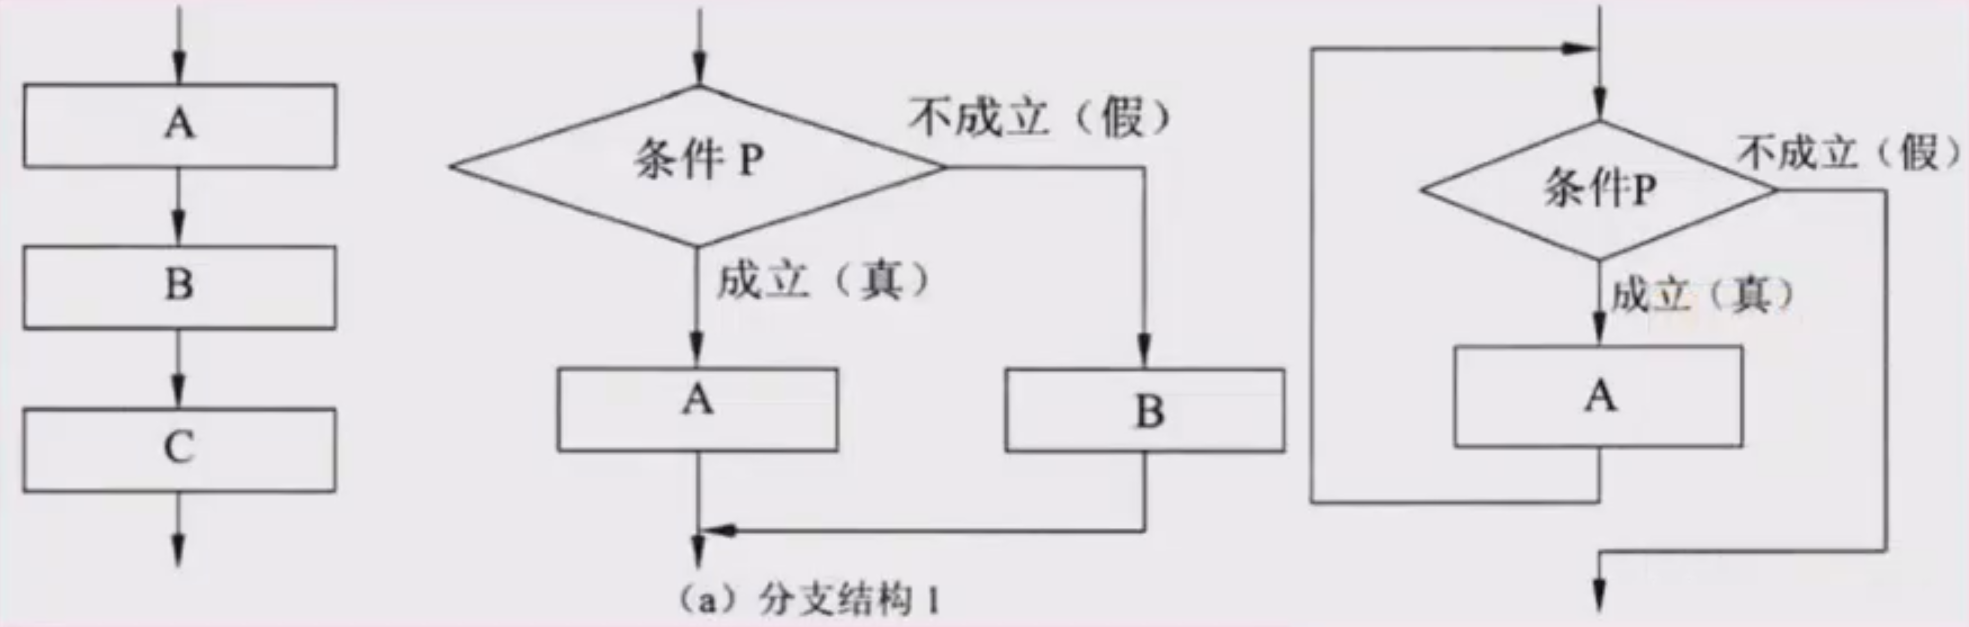 A
B
C
条件 P
不成立（假）
成立（真）
A
B
（a）分支结构 1
条件P
不成立（假）
成立（真）
A